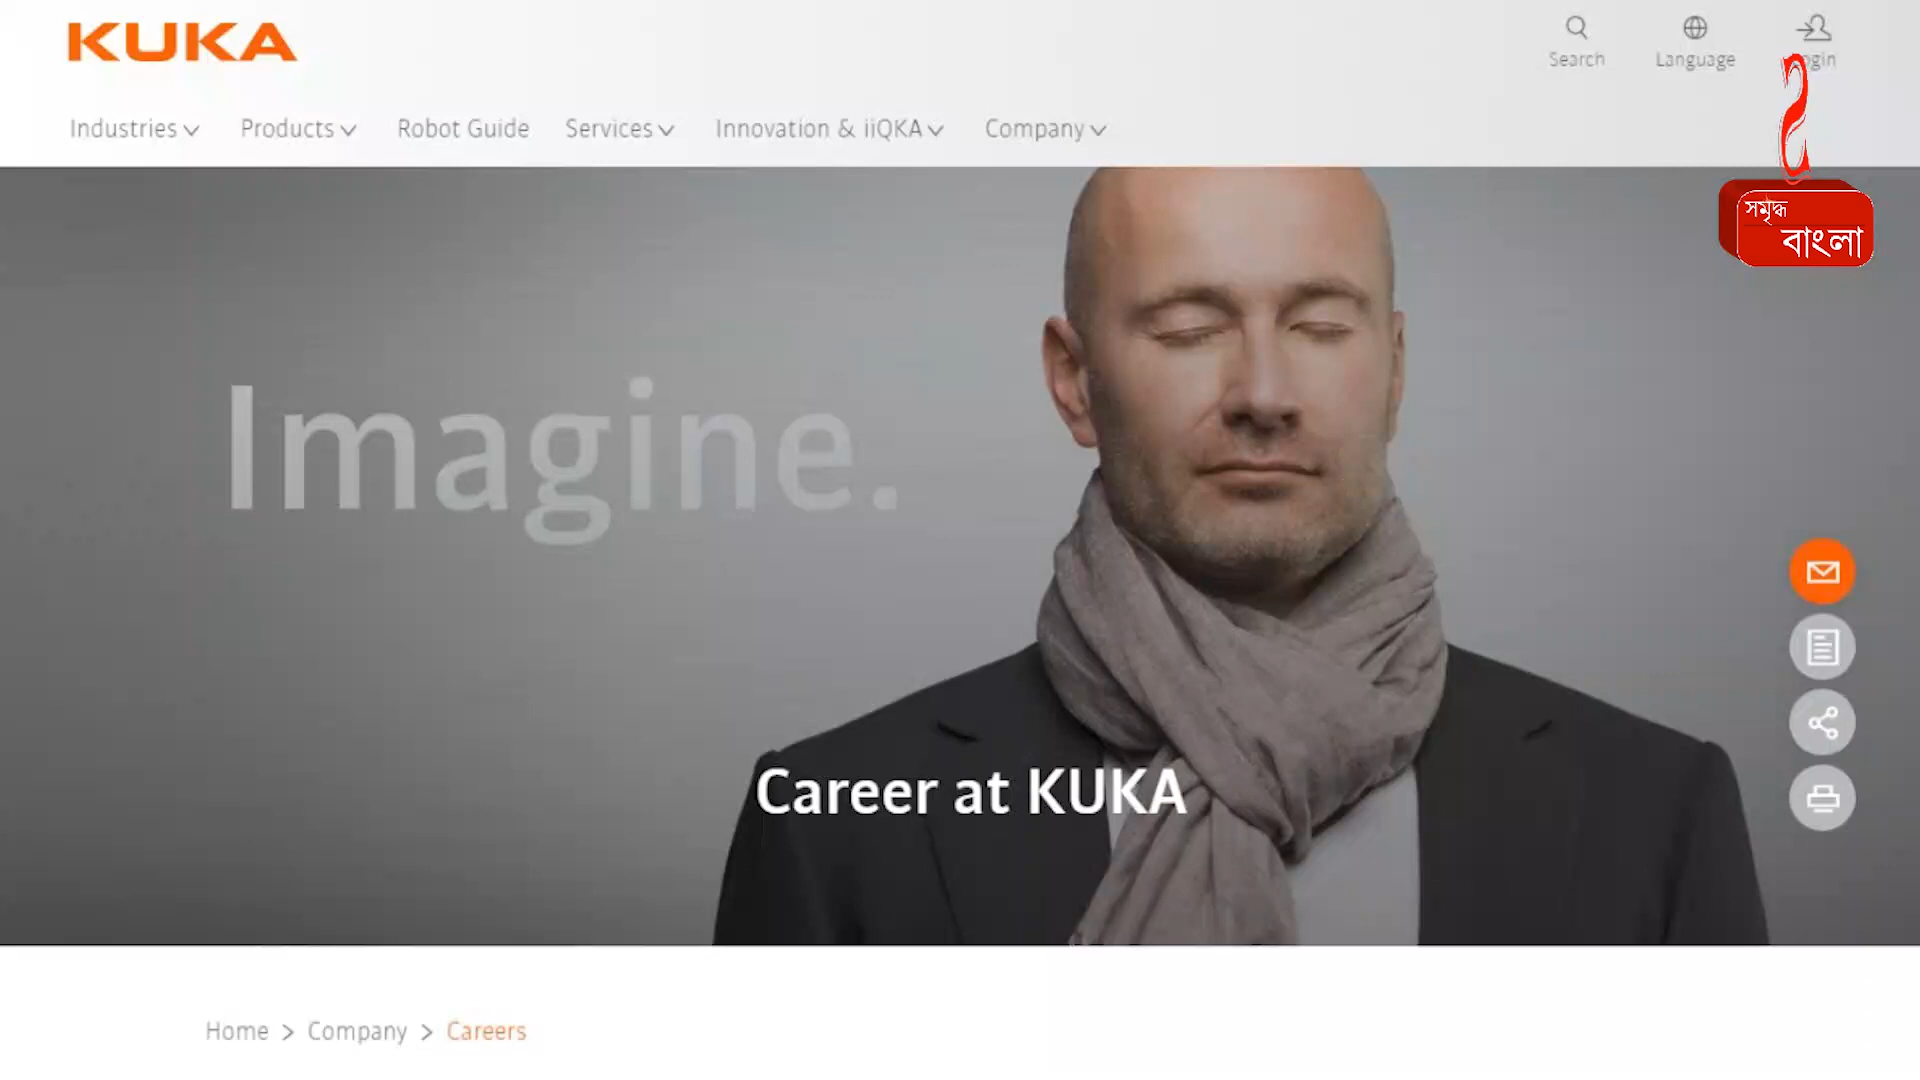 KUKA
Search
Language
Login
Industries
Products
Robot Guide
Services
Innovation & iiQKA
Company
সমৃদ্ধ
বাংলা
Imagine.
Career at KUKA
Home > Company > Careers